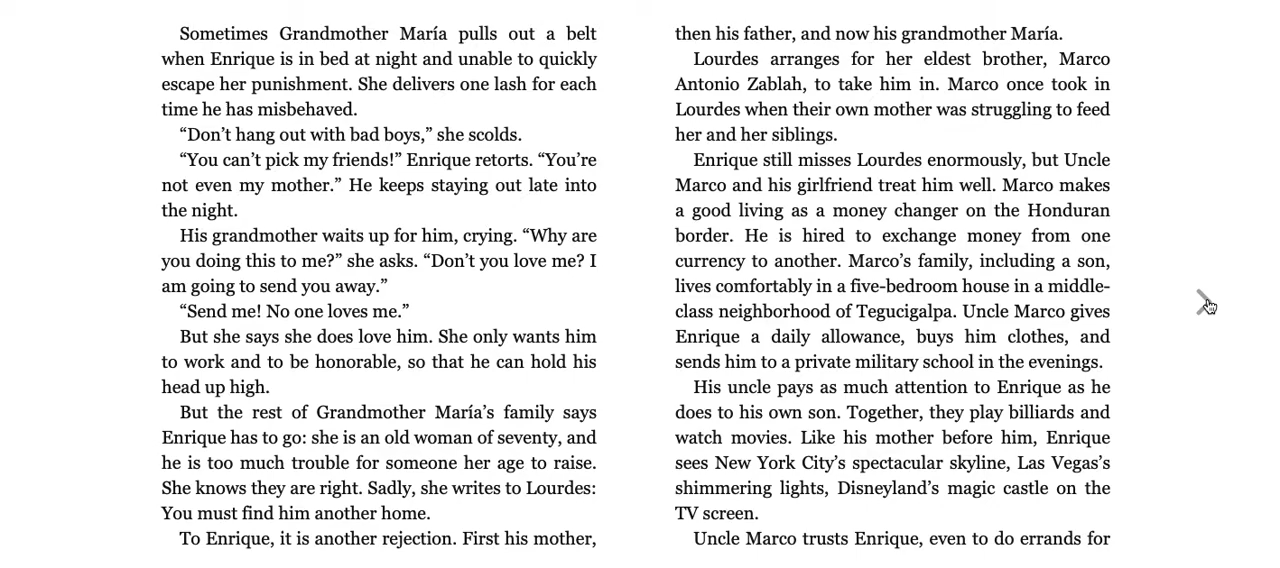 Sometimes Grandmother María pulls out a belt
when Enrique is in bed at night and unable to quickly
escape her punishment. She delivers one lash for each
time he has misbehaved.
“Don’t hang out with bad boys,” she scolds.
“You can’t pick my friends!” Enrique retorts. “You’re
not even my mother.” He keeps staying out late into
the night.
His grandmother waits up for him, crying. “Why are
you doing this to me?” she asks. “Don’t you love me? I
am going to send you away.”
“Send me! No one loves me.”
But she says she does love him. She only wants him
to work and to be honorable, so that he can hold his
head up high.
But the rest of Grandmother María’s family says
Enrique has to go: she is an old woman of seventy, and
he is too much trouble for someone her age to raise.
She knows they are right. Sadly, she writes to Lourdes:
You must find him another home.
To Enrique, it is another rejection. First his mother,
then his father, and now his grandmother María.
Lourdes arranges for her eldest brother, Marco
Antonio Zablah, to take him in. Marco once took in
Lourdes when their own mother was struggling to feed
her and her siblings.
Enrique still misses Lourdes enormously, but Uncle
Marco and his girlfriend treat him well. Marco makes
a good living as a money changer on the Honduran
border. He is hired to exchange money from one
currency to another. Marco’s family, including a son,
lives comfortably in a five-bedroom house in a middle-
class neighborhood of Tegucigalpa. Uncle Marco gives
Enrique a daily allowance, buys him clothes, and
sends him to a private military school in the evenings.
His uncle pays as much attention to Enrique as he
does to his own son. Together, they play billiards and
watch movies. Like his mother before him, Enrique
sees New York City’s spectacular skyline, Las Vegas’s
shimmering lights, Disneyland’s magic castle on the
TV screen.
Uncle Marco trusts Enrique, even to do errands for